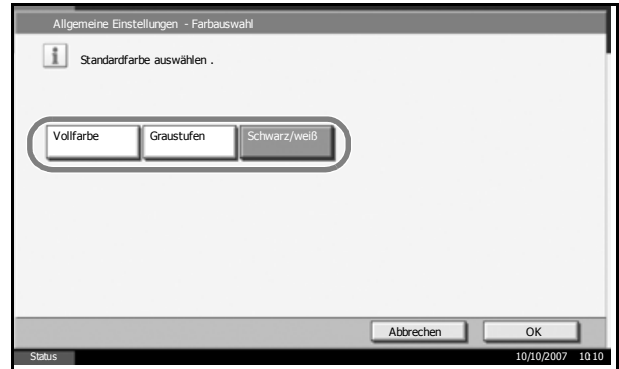 Allgemeine Einstellungen - Farbauswahl
i
Standardfarbe auswählen .
Vollfarbe Graustufen Schwarz/weiß
Abbrechen OK
Status 10/10/2007 10:10